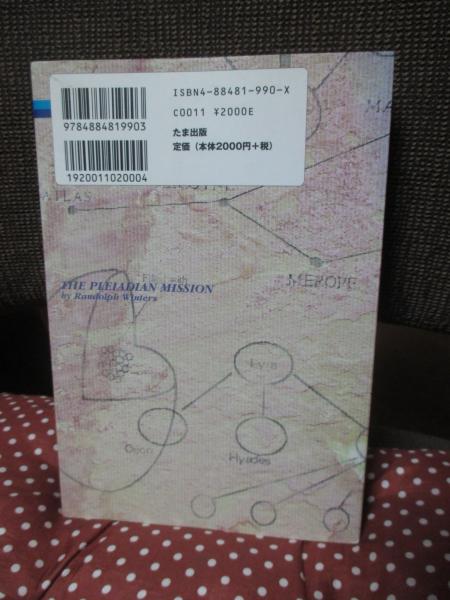 ISBN4-88481-990-X
C0011 ¥2000E
たま出版
定価（本体2000円+税）
9784884819903
1920011020004
ATLAS
MEROPE
THE PLEIADIAN MISSION
by Randolph Winters
Lyra
Hyades